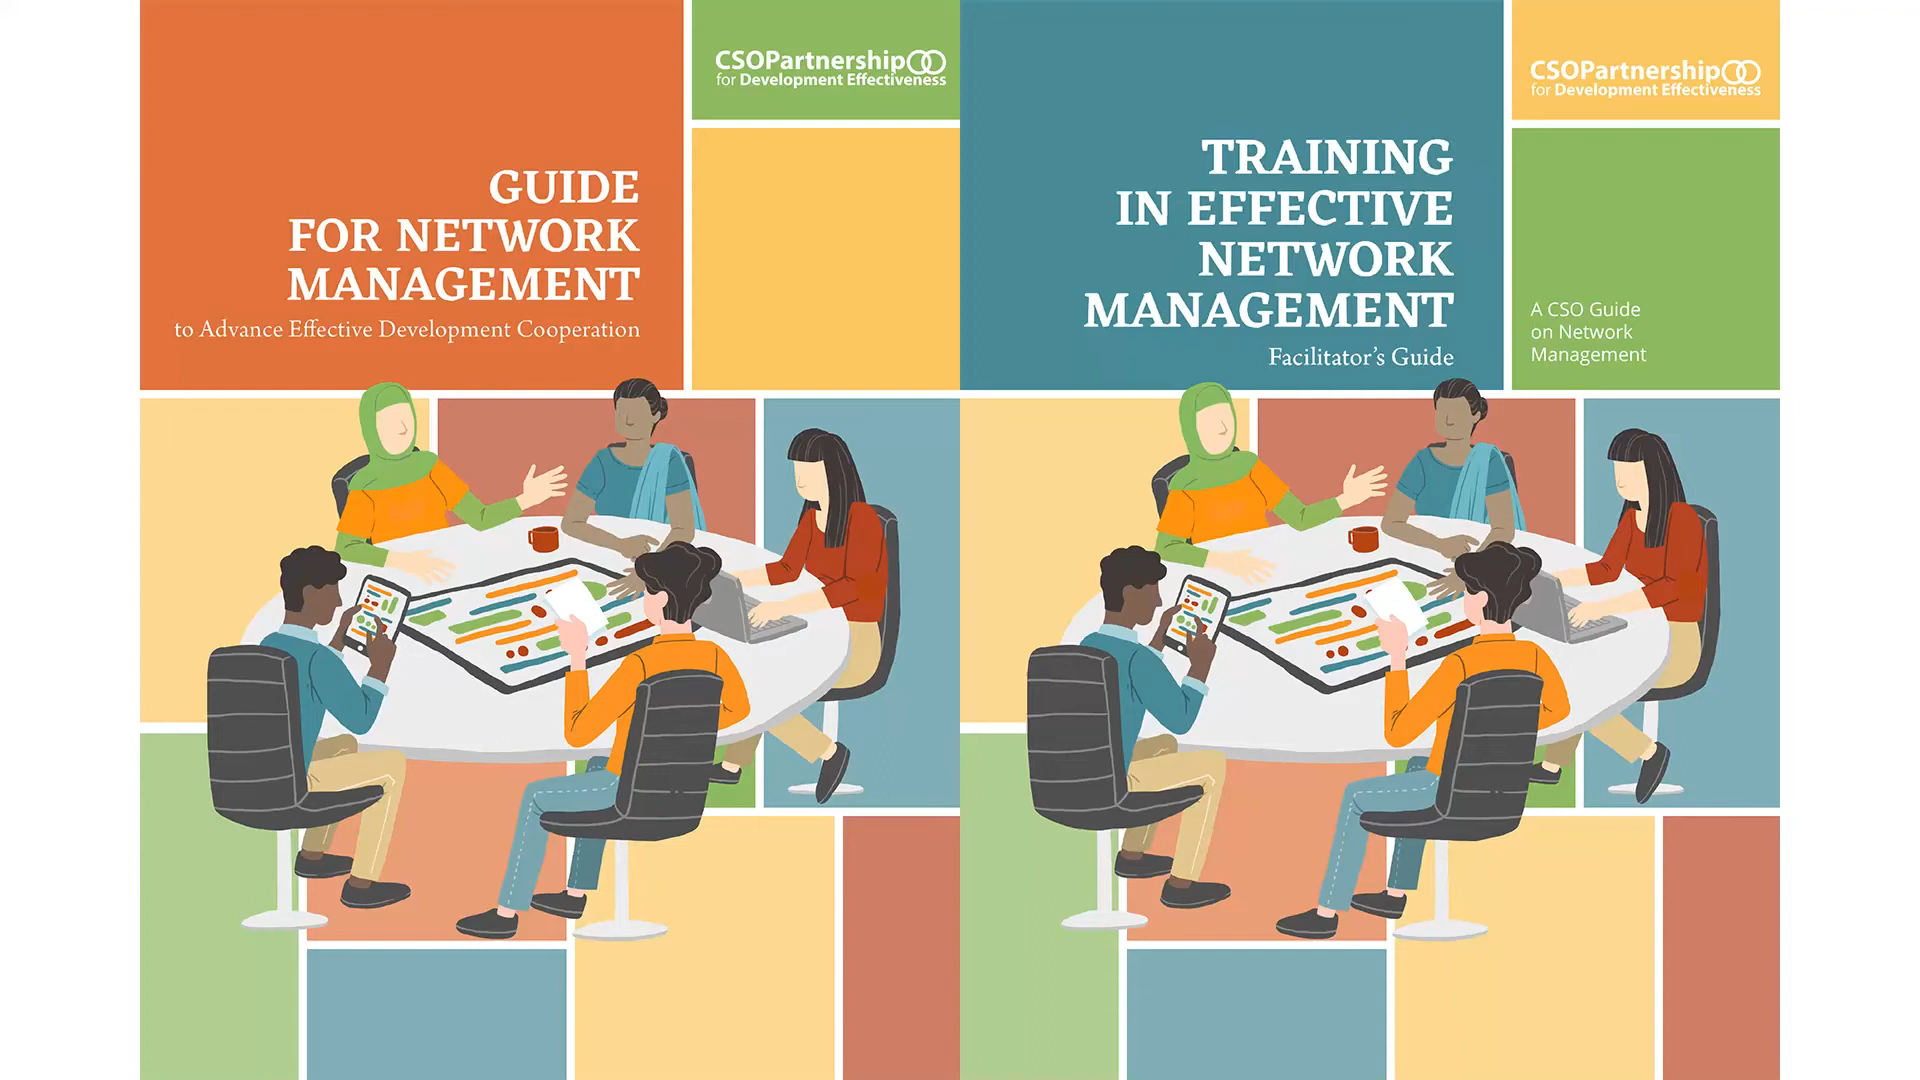 CSOPartnership
for Development Effectiveness
GUIDE
FOR NETWORK
MANAGEMENT
to Advance Effective Development Cooperation
CSOPartnership
for Development Effectiveness
TRAINING
IN EFFECTIVE
NETWORK
MANAGEMENT
Facilitator’s Guide
A CSO Guide
on Network
Management